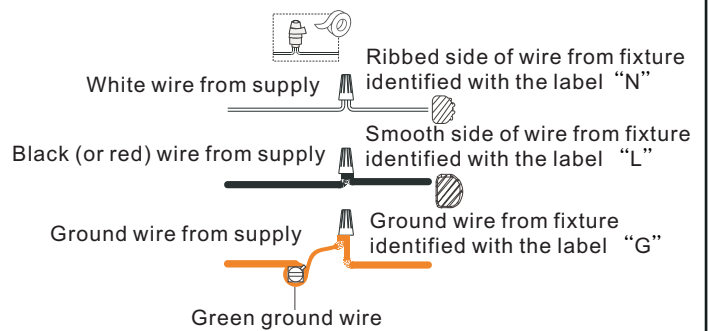 Ribbed side of wire from fixture
White wire from supply
identified with the label “N”
Smooth side of wire from fixture
Black (or red) wire from supply
identified with the label “L”
Ground wire from fixture
Ground wire from supply
identified with the label “G”
Green ground wire